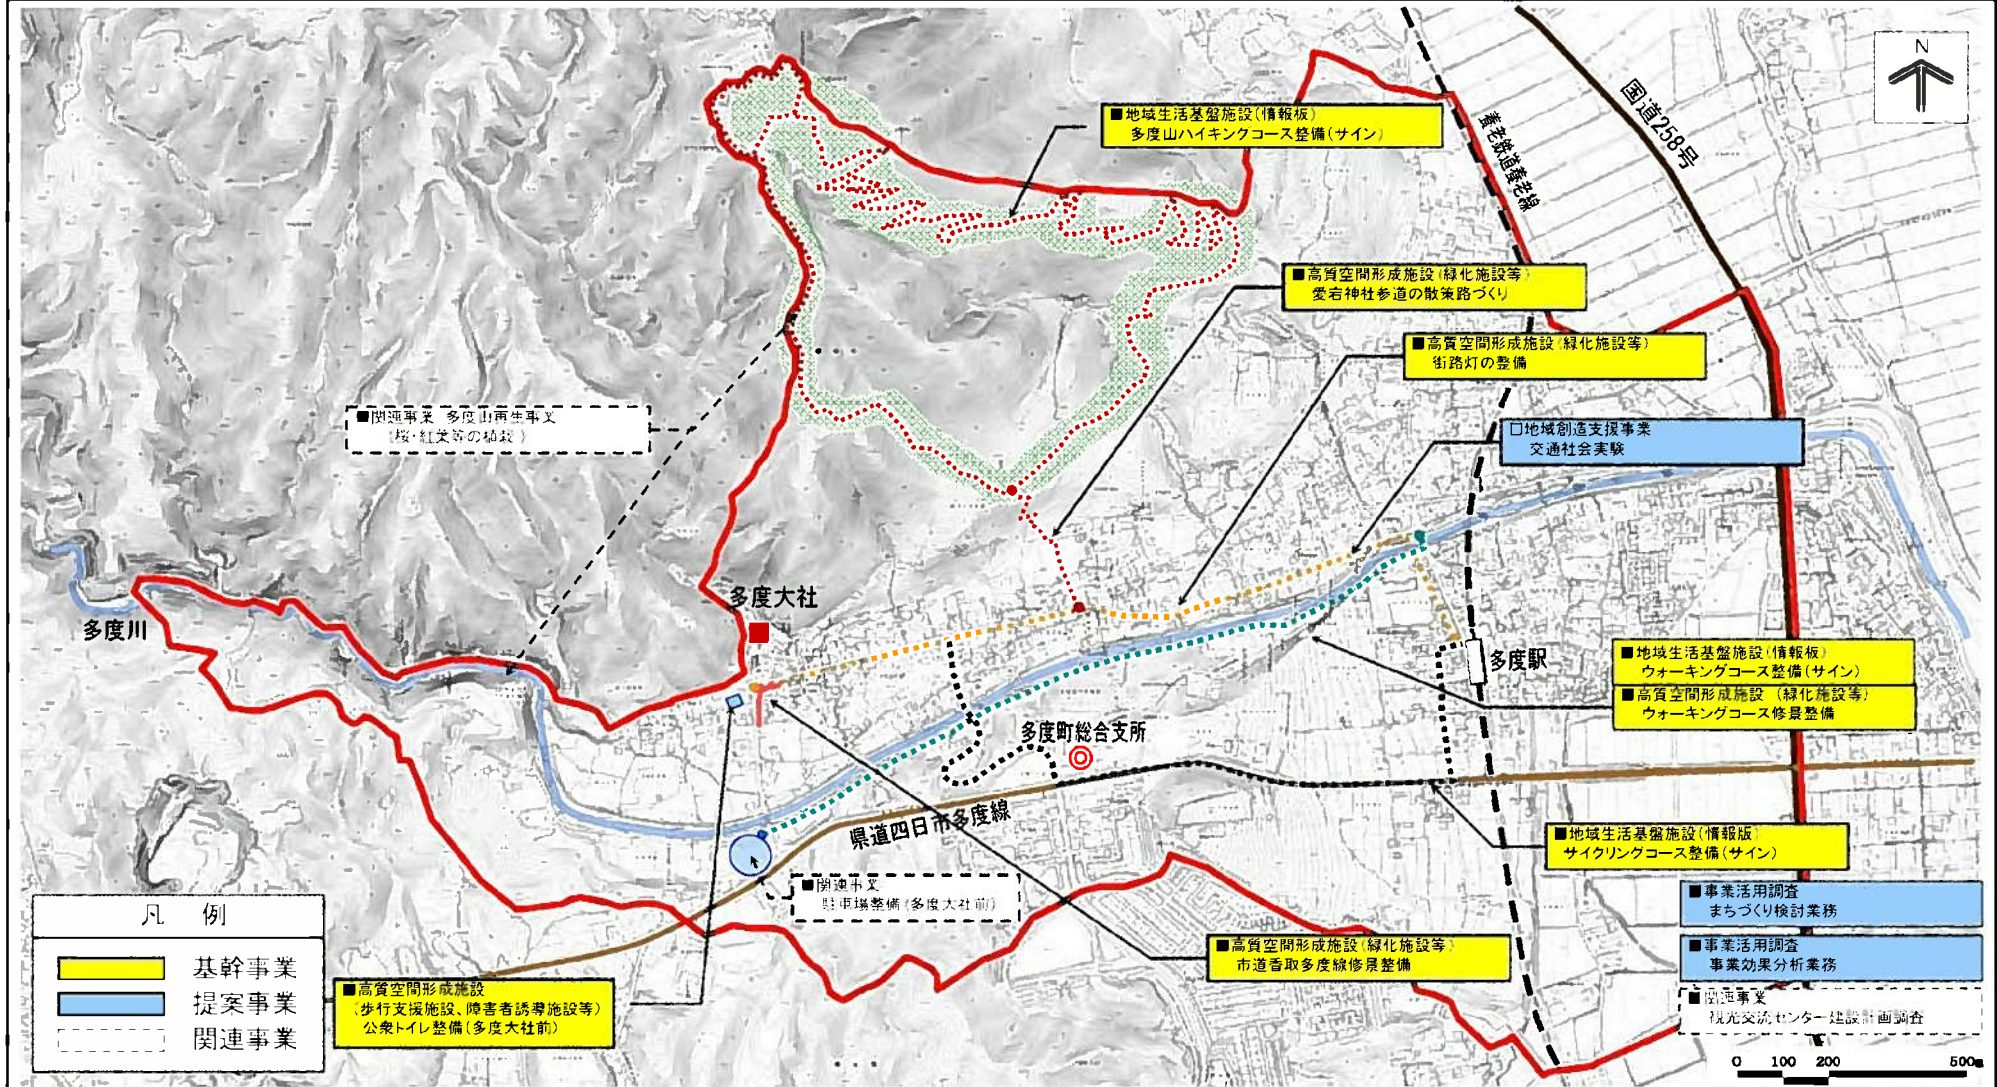 N
国道258号
養老鉄道養老線
■地域生活基盤施設(情報板)
多度山ハイキングコース整備(サイン)
■高質空間形成施設(緑化施設等)
愛宕神社参道の散策路づくり
■高質空間形成施設(緑化施設等)
街路灯の整備
■関連事業 多度山再生事業
(桜・紅葉等の植栽)
□地域創造支援事業
交通社会実験
多度大社
多度川
多度駅
■地域生活基盤施設(情報板)
ウォーキングコース整備(サイン)
■高質空間形成施設 (緑化施設等)
ウォーキングコース修景整備
多度町総合支所
県道四日市多度線
■地域生活基盤施設(情報版)
サイクリングコース整備(サイン)
■関連事業
駐車場整備(多度大社前)
■事業活用調査
まちづくり検討業務
■高質空間形成施設(緑化施設等)
市道香取多度線修景整備
■事業活用調査
事業効果分析業務
■関連事業
観光交流センター建設計画調査
凡 例
基幹事業
提案事業
関連事業
■高質空間形成施設
(歩行支援施設、障害者誘導施設等)
公衆トイレ整備(多度大社前)
0 100 200 500m